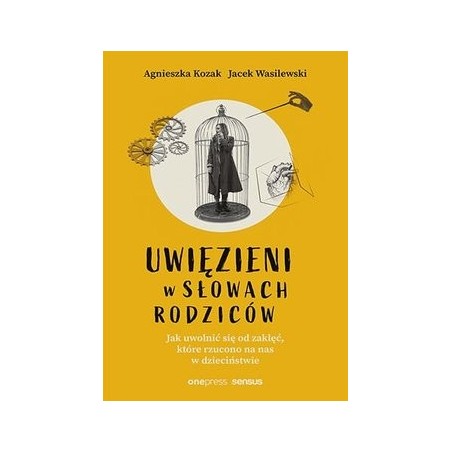 Agnieszka Kozak Jacek Wasilewski
UWIĘZIENI
W SŁOWACH
RODZICÓW
Jak uwolnić się od zaklęć,
które rzucono na nas
w dzieciństwie
onepress sensus